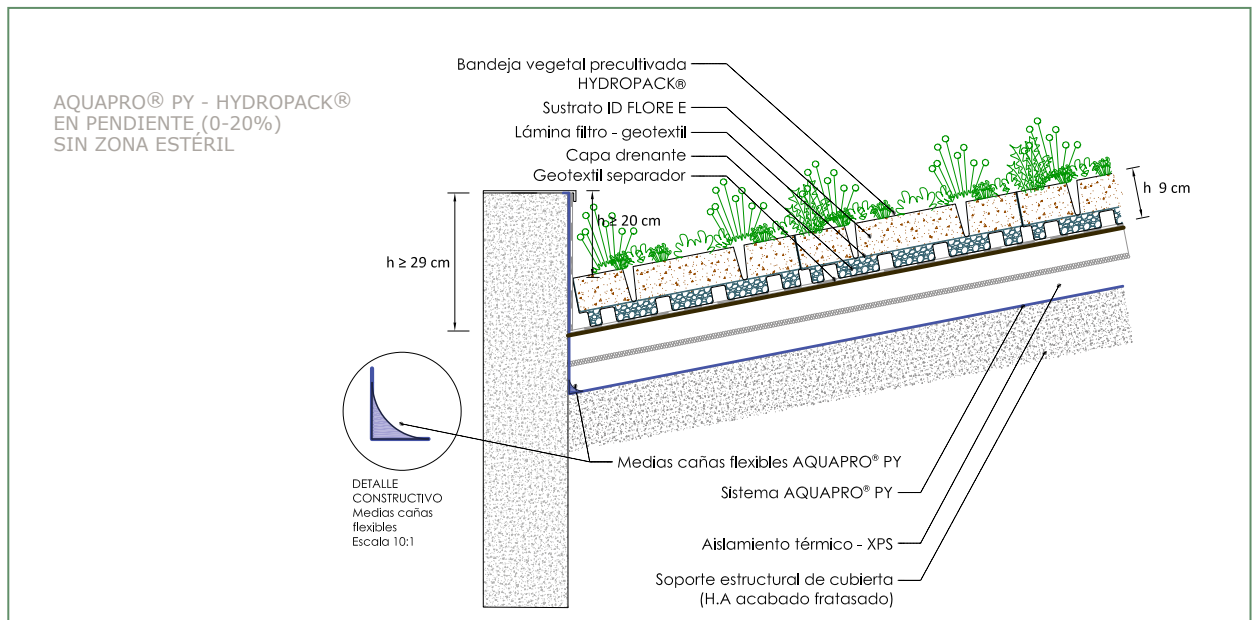 AQUAPRO® PY - HYDROPACK®
EN PENDIENTE (0-20%)
SIN ZONA ESTÉRIL
Bandeja vegetal precultivada
HYDROPACK®
Sustrato ID FLORE E
Lámina filtro - geotextil
Capa drenante
Geotextil separador
h 9 cm
h ≥ 20 cm
h ≥ 29 cm
DETALLE
CONSTRUCTIVO
Medias cañas
flexibles
Escala 10:1
Medias cañas flexibles AQUAPRO® PY
Sistema AQUAPRO® PY
Aislamiento térmico - XPS
Soporte estructural de cubierta
(H.A acabado fratasado)